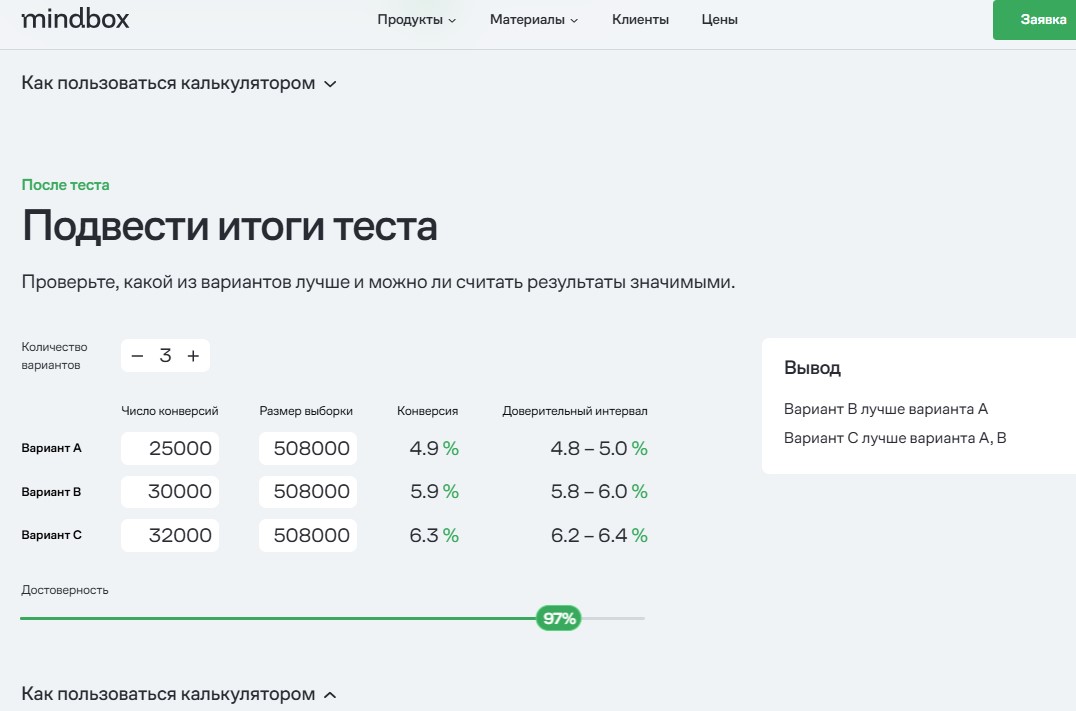 mindbox
Продукты
Материалы
Клиенты
Цены
Заявка
Как пользоваться калькулятором
После теста
Подвести итоги теста
Проверьте, какой из вариантов лучше и можно ли считать результаты значимыми.
Количество
вариантов
− 3 +
Число конверсий
Размер выборки
Конверсия
Доверительный интервал
Вариант A 25000 508000 4.9 % 4.8 – 5.0 %
Вариант B 30000 508000 5.9 % 5.8 – 6.0 %
Вариант C 32000 508000 6.3 % 6.2 – 6.4 %
Достоверность
97%
Вывод
Вариант B лучше варианта A
Вариант C лучше варианта A, B
Как пользоваться калькулятором